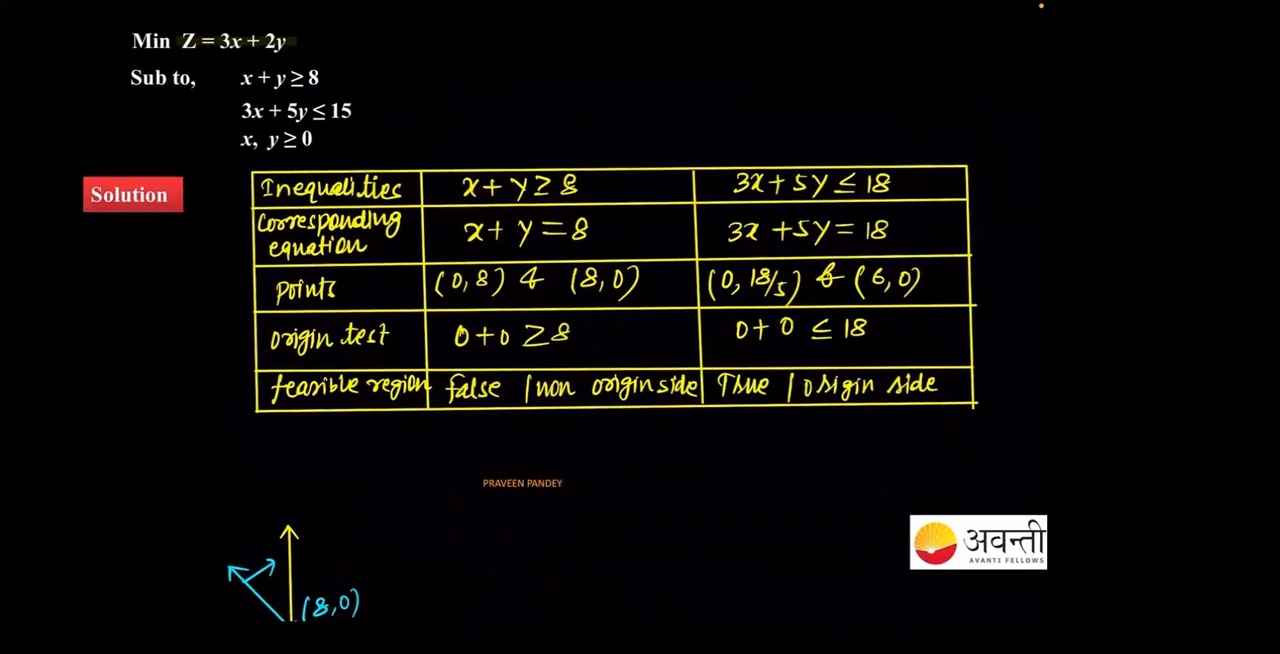 Min Z = 3x + 2y
Sub to, x + y ≥ 8
3x + 5y ≤ 15
x, y ≥ 0
Solution
Inequalities x + y ≥ 8 3x + 5y ≤ 18
Corresponding equation x + y = 8 3x + 5y = 18
points (0, 8) & (8, 0) (0, 18/5) & (6, 0)
origin test 0 + 0 ≥ 8 0 + 0 ≤ 18
feasible region false / non origin side True / origin side
PRAVEEN PANDEY
अवन्ती
AVANTI FELLOWS
(8,0)